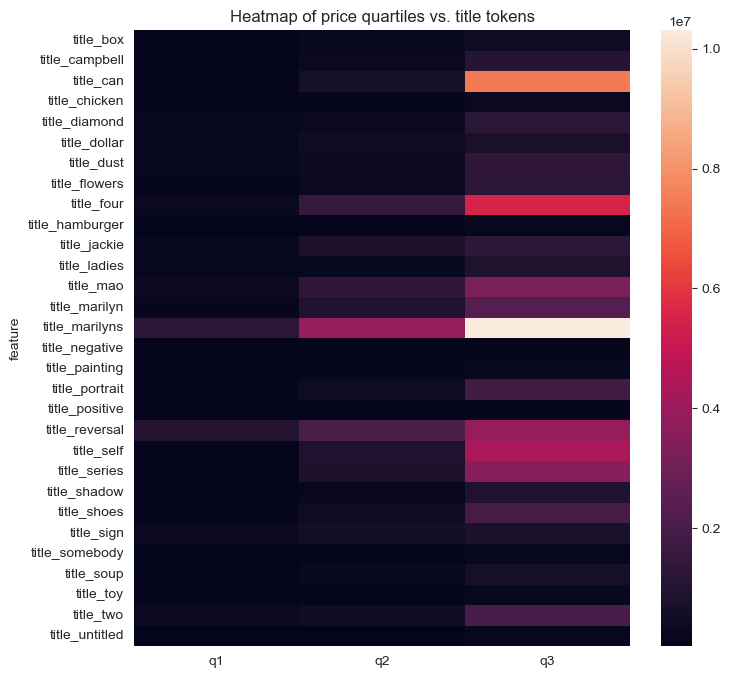 Heatmap of price quartiles vs. title tokens
1e7
title_box
title_campbell
title_can
title_chicken
title_diamond
title_dollar
title_dust
title_flowers
title_four
title_hamburger
title_jackie
title_ladies
title_mao
title_marilyn
title_marilyns
title_negative
title_painting
title_portrait
title_positive
title_reversal
title_self
title_series
title_shadow
title_shoes
title_sign
title_somebody
title_soup
title_toy
title_two
title_untitled
feature
q1
q2
q3
1.0
0.8
0.6
0.4
0.2